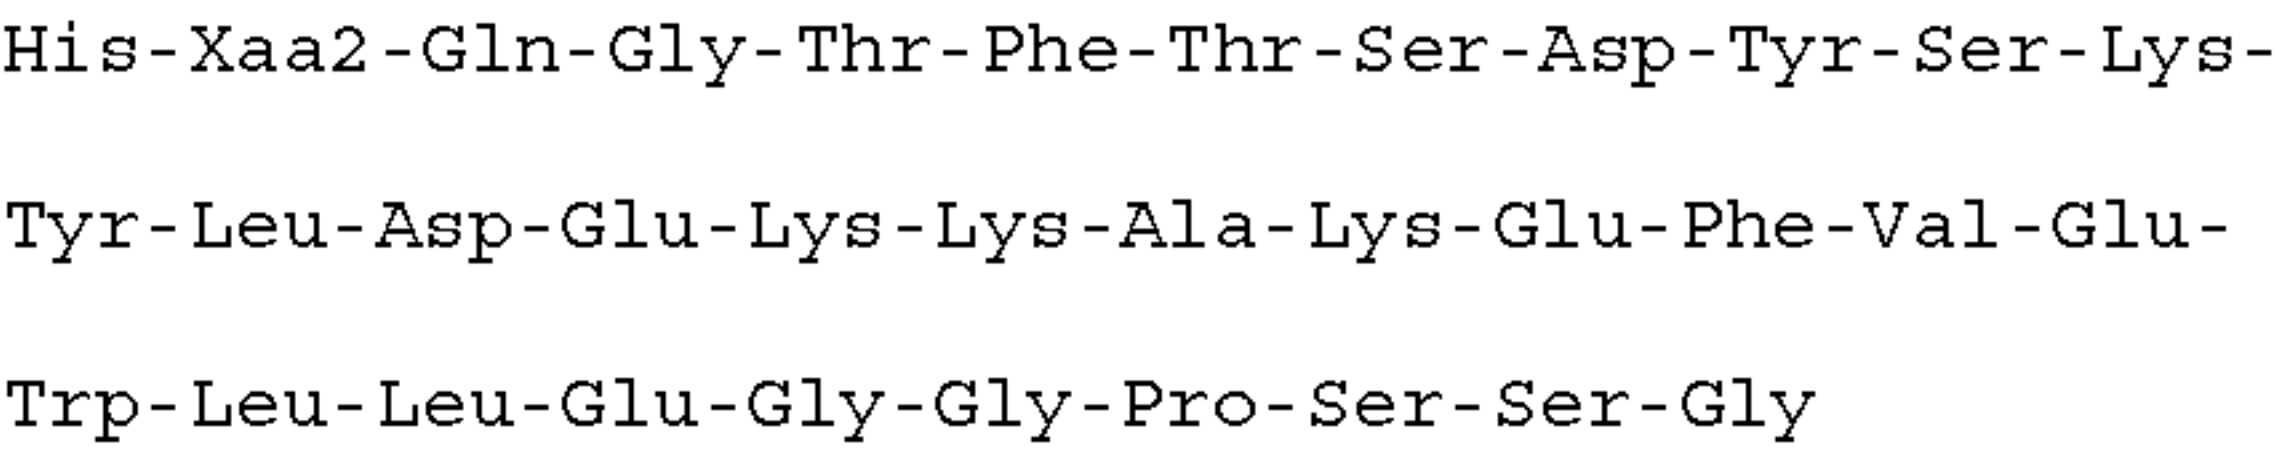 His-Xaa2-Gln-Gly-Thr-Phe-Thr-Ser-Asp-Tyr-Ser-Lys-
Tyr-Leu-Asp-Glu-Lys-Lys-Ala-Lys-Glu-Phe-Val-Glu-
Trp-Leu-Leu-Glu-Gly-Gly-Pro-Ser-Ser-Gly